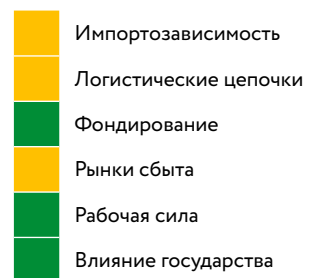 Импортозависимость
Логистические цепочки
Фондирование
Рынки сбыта
Рабочая сила
Влияние государства